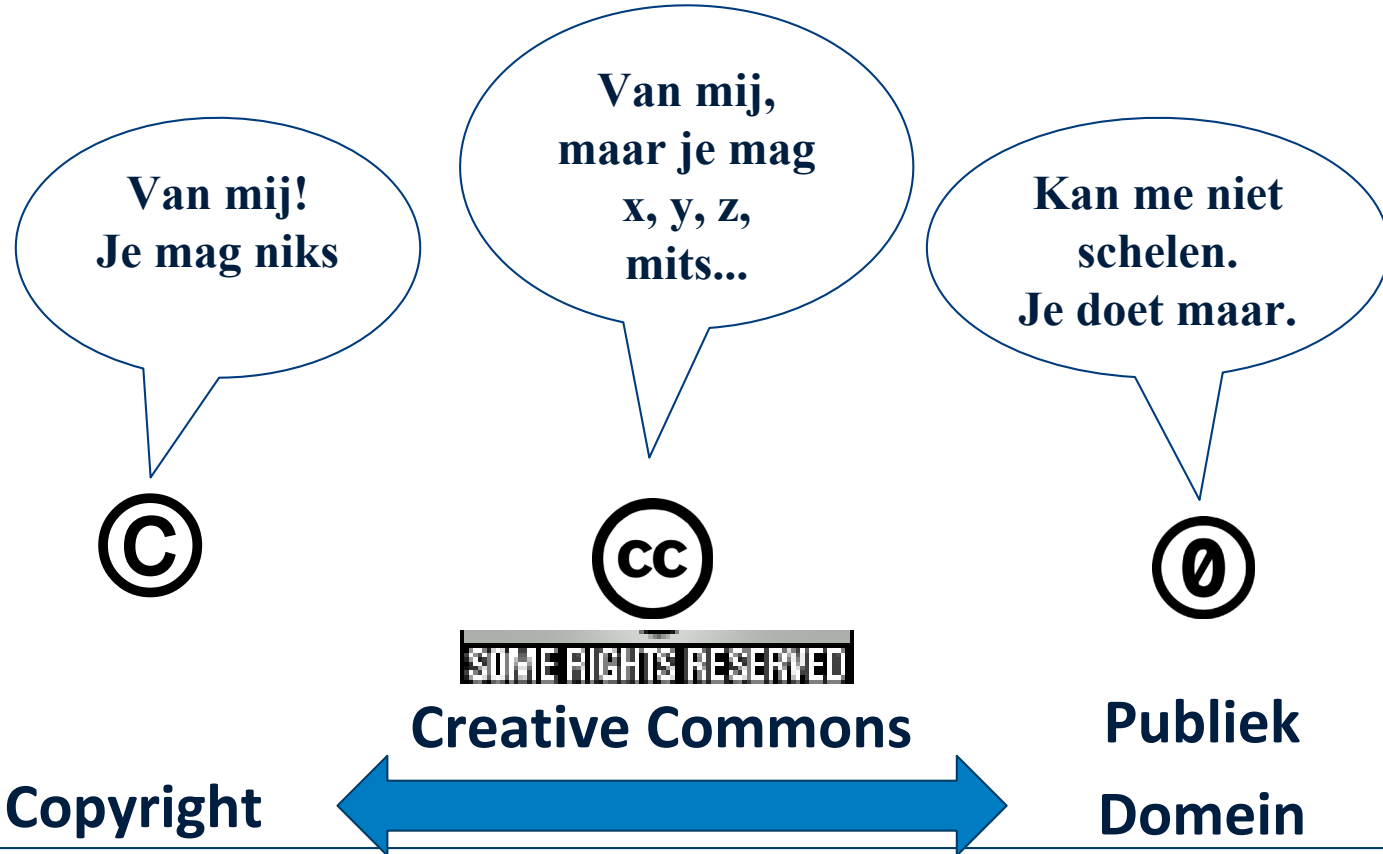 Van mij!
Je mag niks
Van mij,
maar je mag
x, y, z,
mits...
Kan me niet
schelen.
Je doet maar.
©
cc
0
SOME RIGHTS RESERVED
Creative Commons
Copyright
Publiek
Domein